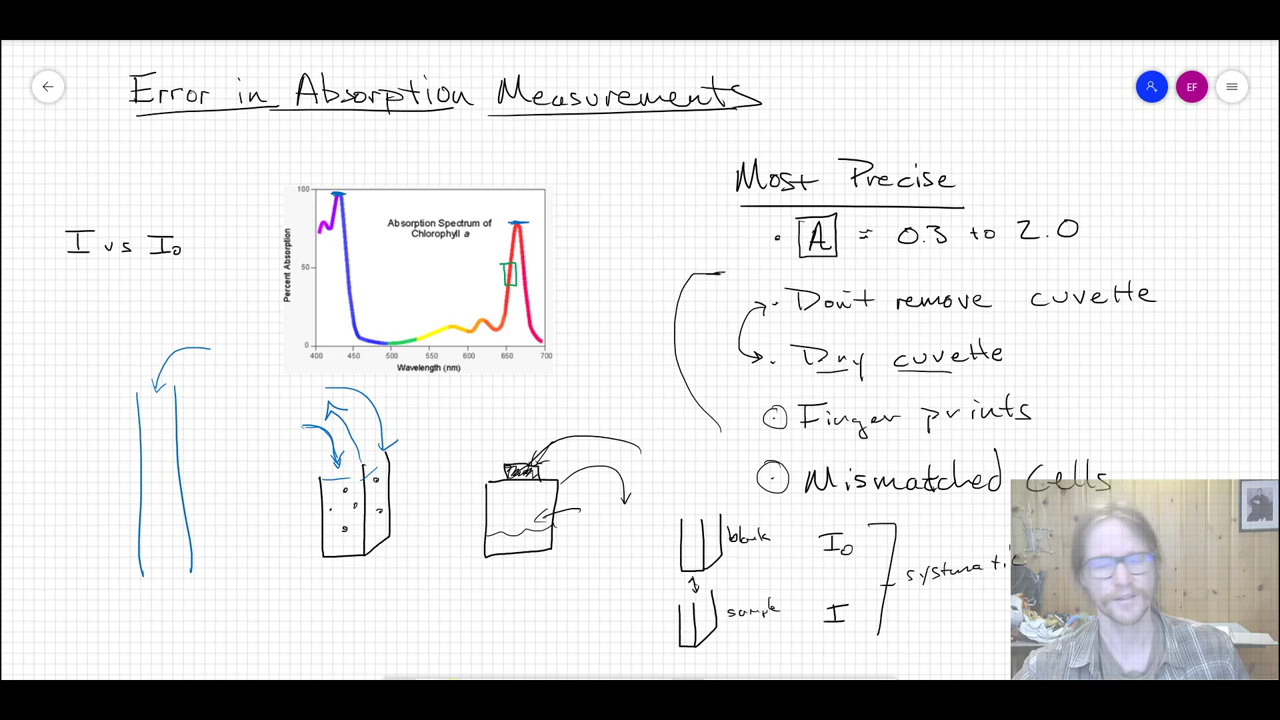 Error in Absorption Measurements
EF
I vs I₀
100
50
0
Percent Absorption
Absorption Spectrum of
Chlorophyll a
400 450 500 550 600 650 700
Wavelength (nm)
Most Precise
• A = 0.3 to 2.0
• Don't remove cuvette
• Dry cuvette
• Finger prints
• Mismatched Cells
blank I₀
systematic
sample I